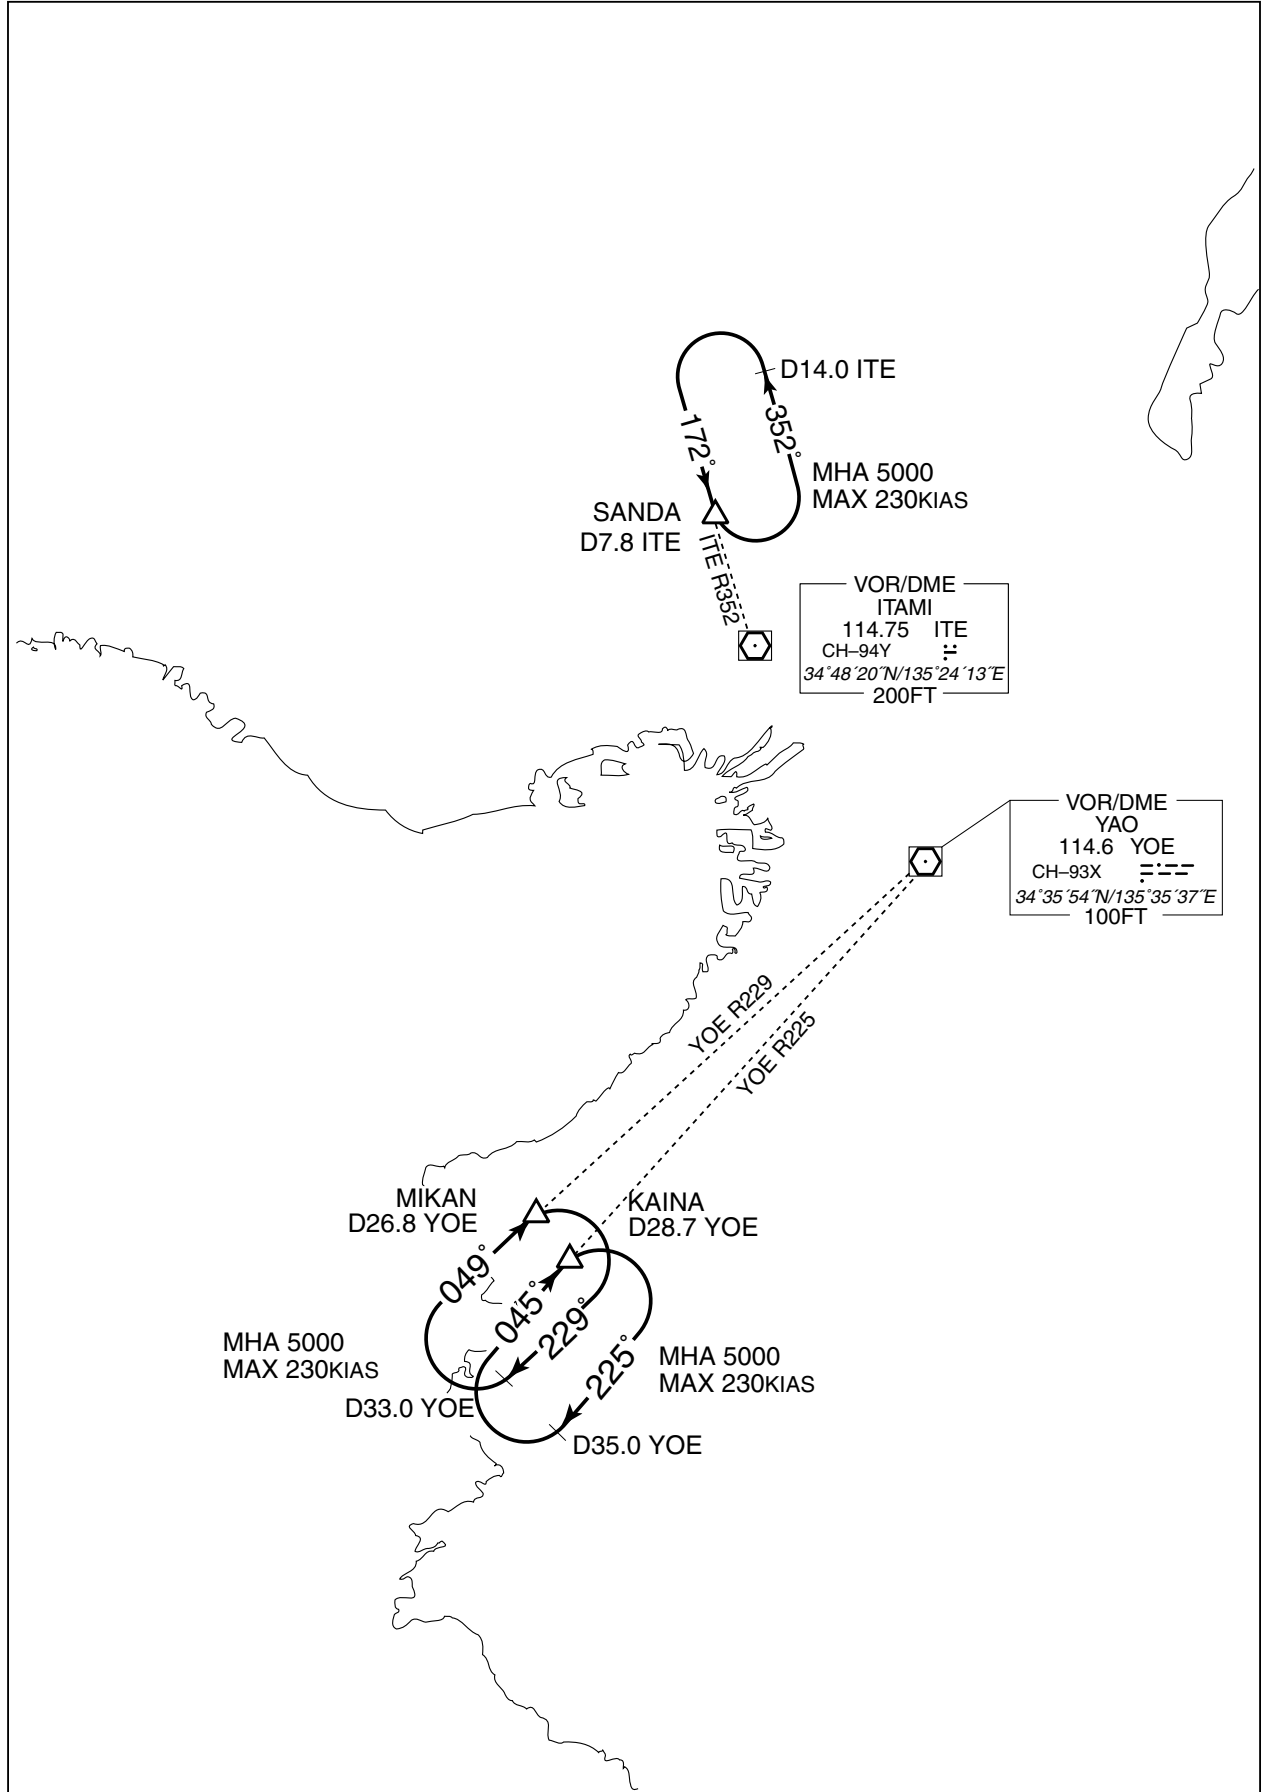 D14.0 ITE
172°
352°
MHA 5000
MAX 230KIAS
SANDA
D7.8 ITE
ITE R352
VOR/DME
ITAMI
114.75 ITE
CH–94Y
34°48´20˝N/135°24´13˝E
200FT
VOR/DME
YAO
114.6 YOE
CH–93X
34°35´54˝N/135°35´37˝E
100FT
YOE R229
YOE R225
MIKAN
D26.8 YOE
KAINA
D28.7 YOE
049°
045°
229°
225°
MHA 5000
MAX 230KIAS
MHA 5000
MAX 230KIAS
D33.0 YOE
D35.0 YOE